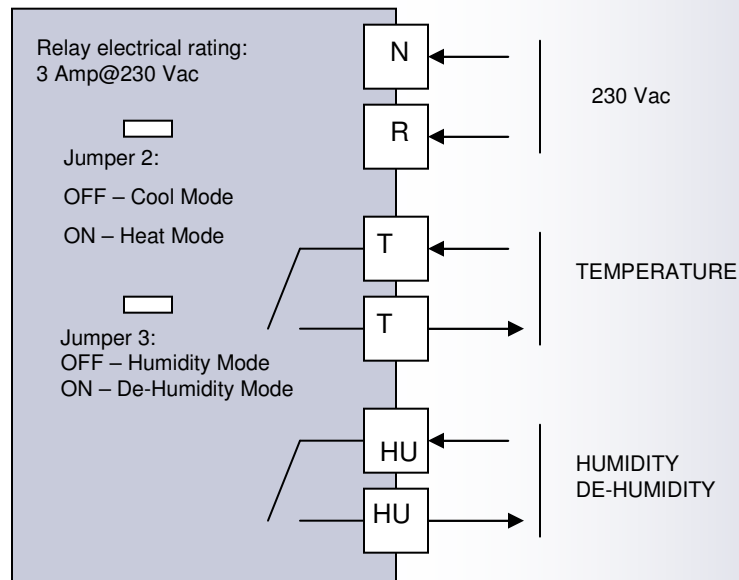 Relay electrical rating:
3 Amp@230 Vac
Jumper 2:
OFF – Cool Mode
ON – Heat Mode
Jumper 3:
OFF – Humidity Mode
ON – De-Humidity Mode
N
R
T
T
HU
HU
230 Vac
TEMPERATURE
HUMIDITY
DE-HUMIDITY